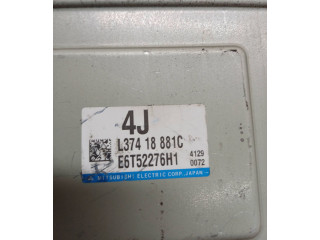 4J
L374 18 881C
E6T52276H1
4129
0072
MITSUBISHI ELECTRIC CORP. JAPAN